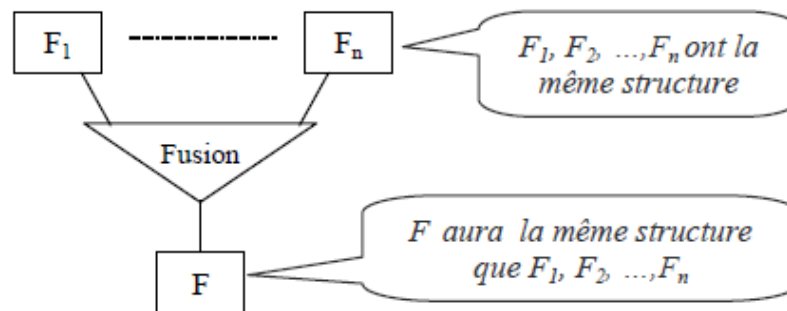 F1
Fn
F1, F2, ...,Fn ont la
même structure
Fusion
F aura la même structure
que F1, F2, ...,Fn
F